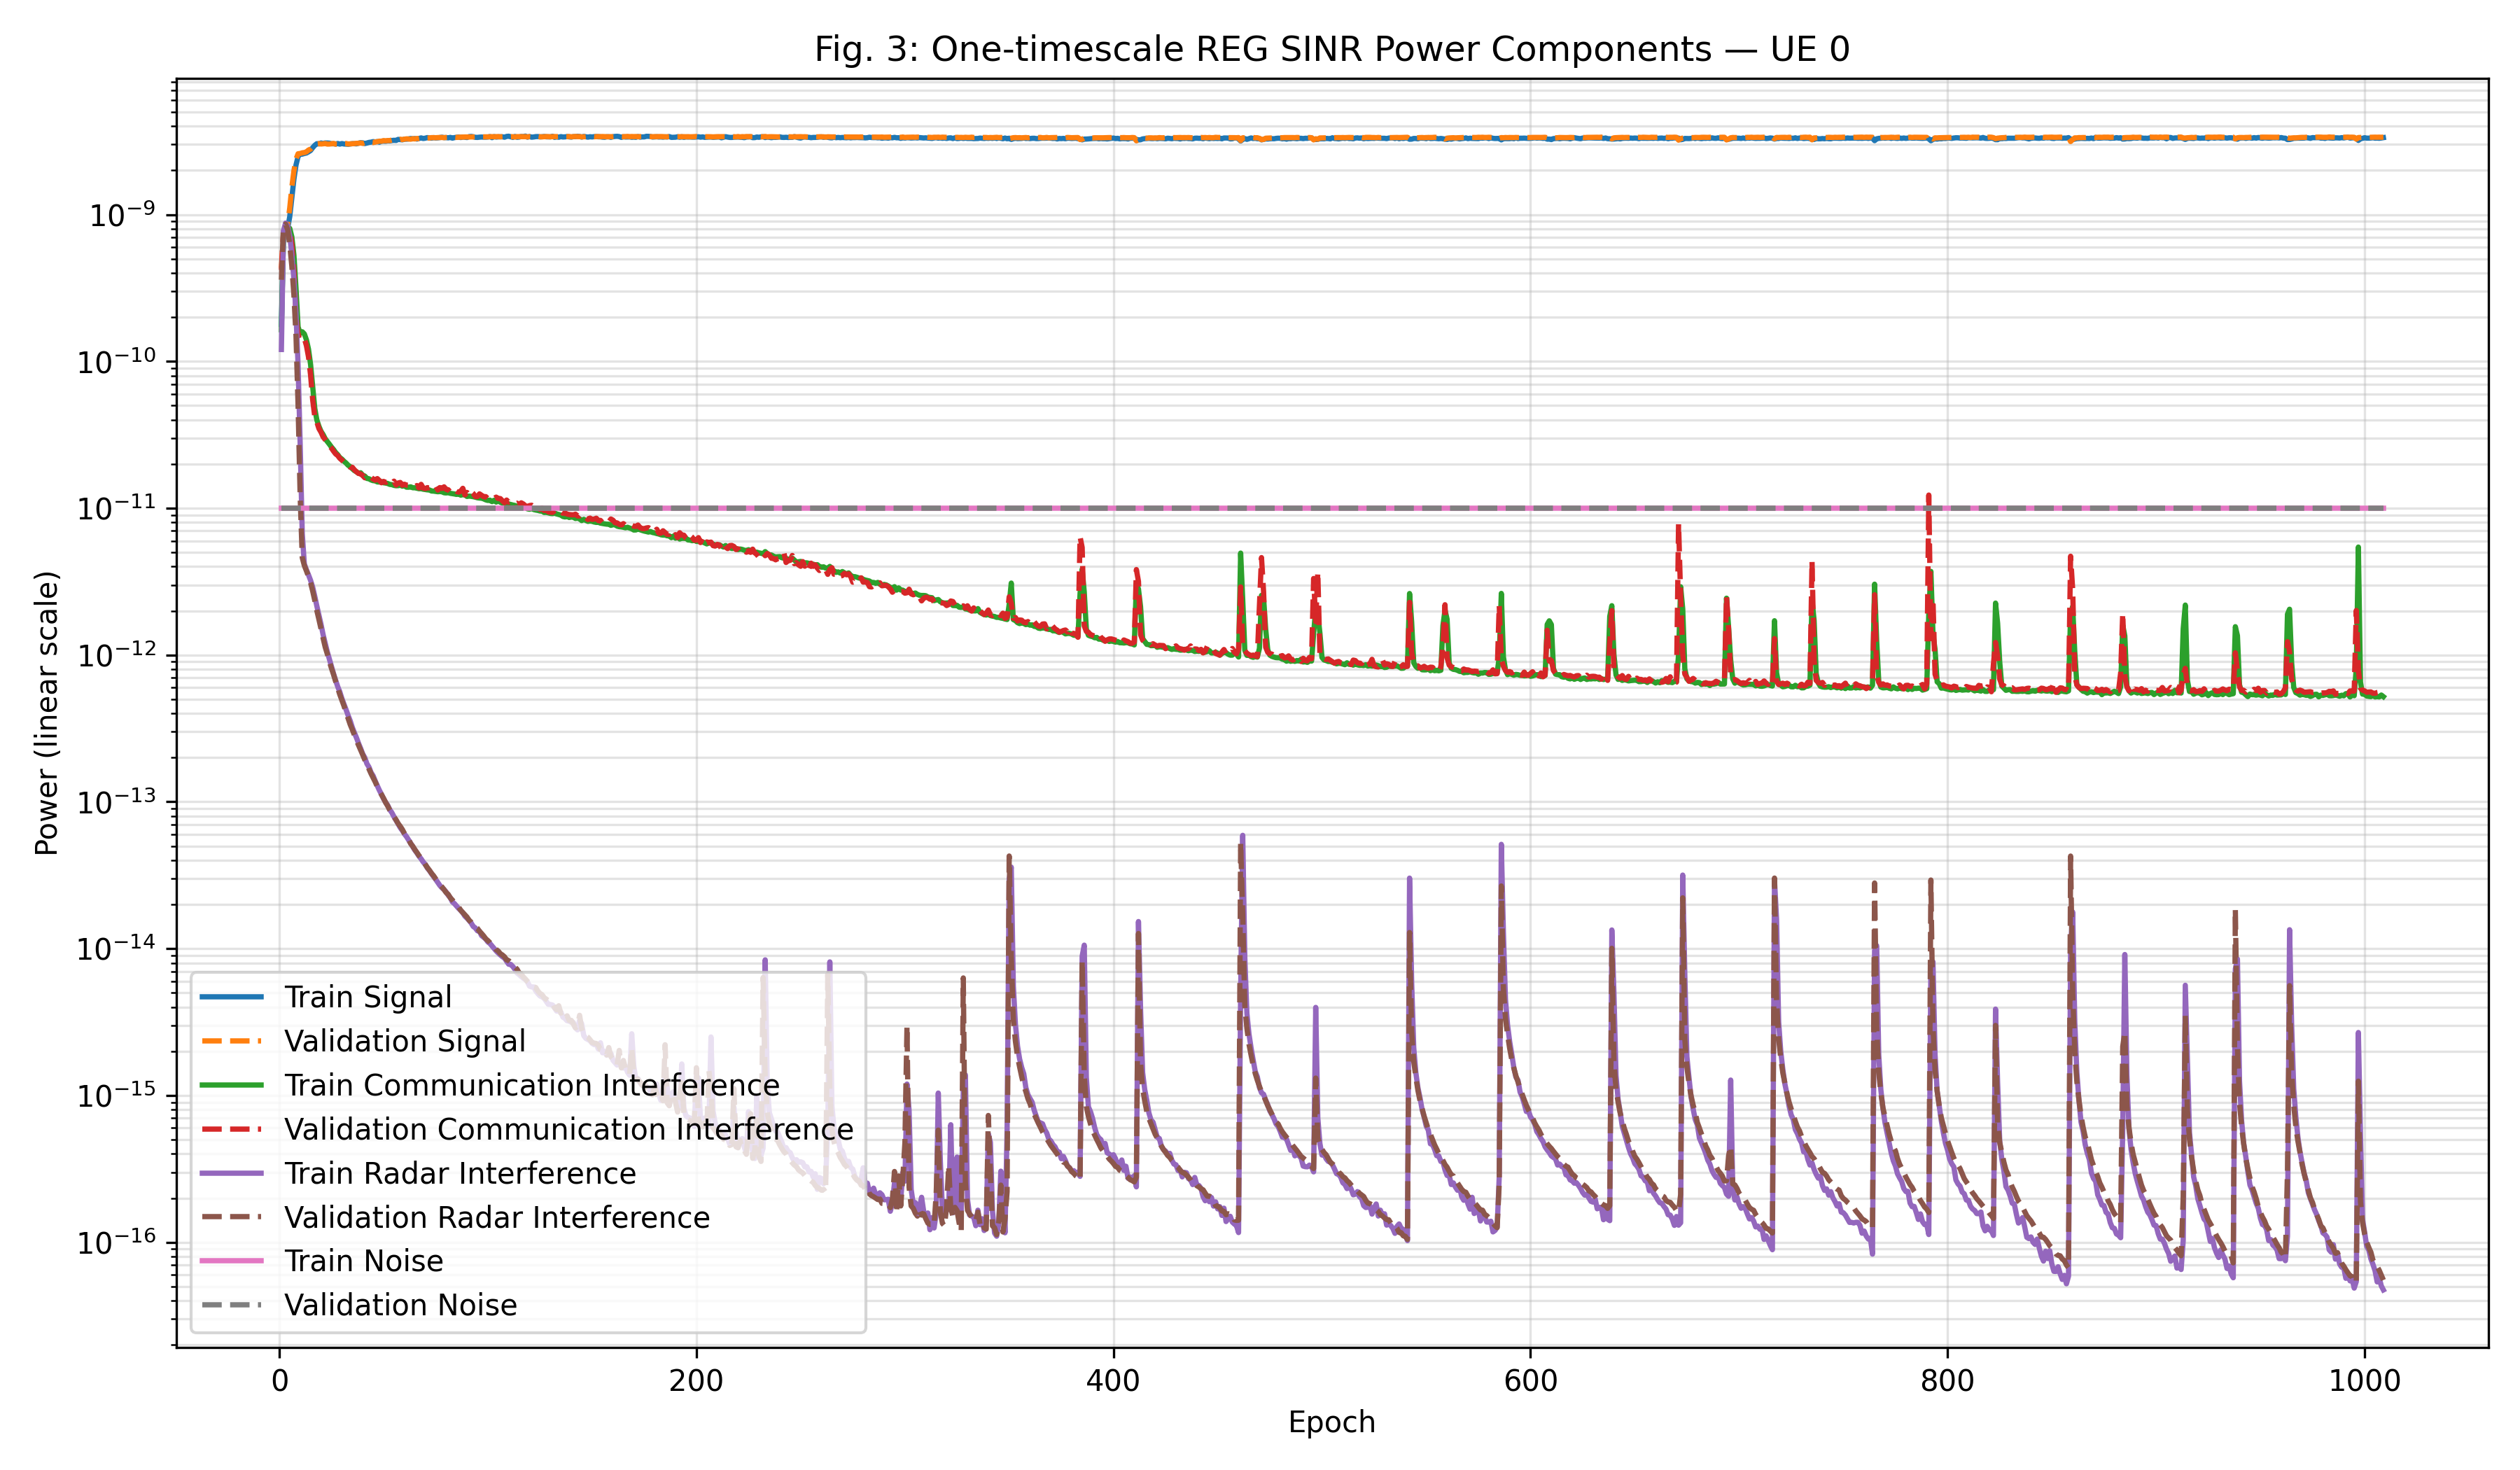 Fig. 3: One-timescale REG SINR Power Components — UE 0
Power (linear scale)
10⁻⁹
10⁻¹⁰
10⁻¹¹
10⁻¹²
10⁻¹³
10⁻¹⁴
10⁻¹⁵
10⁻¹⁶
Train Signal
Validation Signal
Train Communication Interference
Validation Communication Interference
Train Radar Interference
Validation Radar Interference
Train Noise
Validation Noise
0 200 400 600 800 1000
Epoch